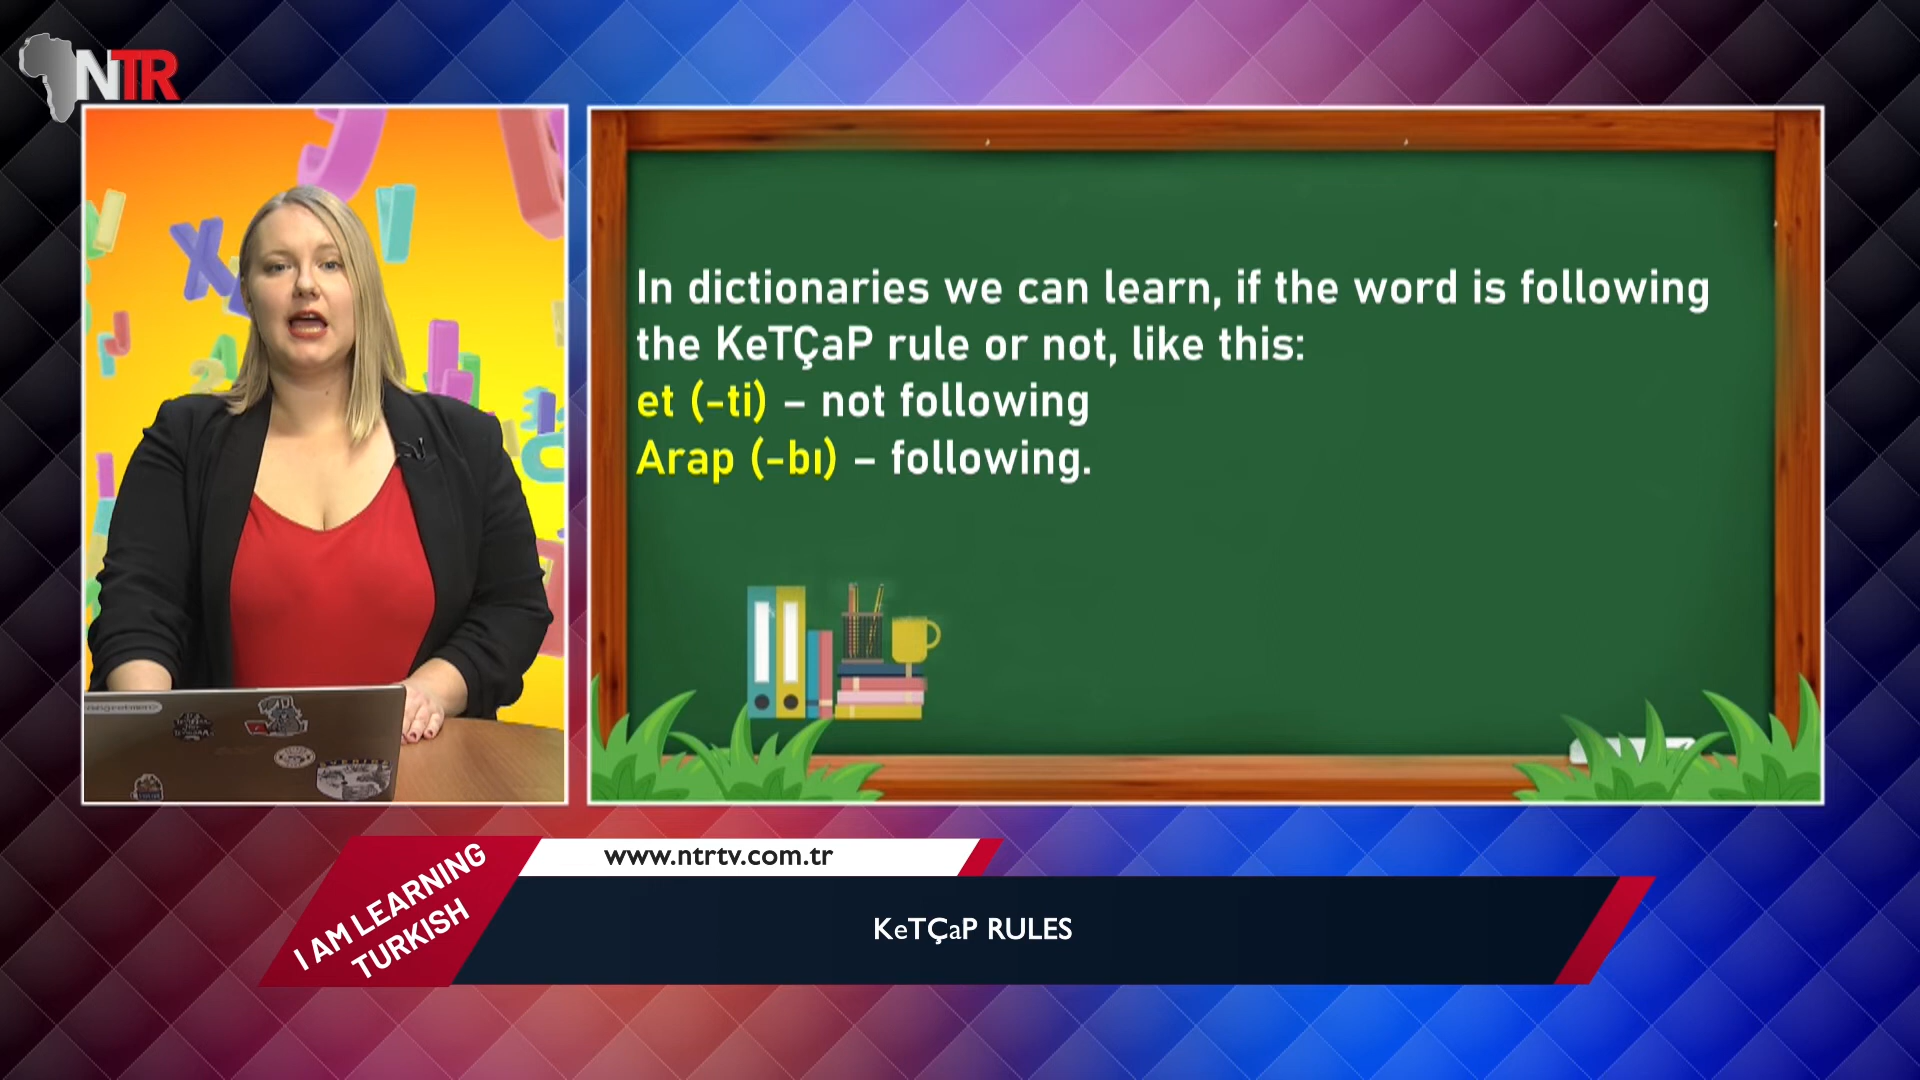 NTR
In dictionaries we can learn, if the word is following
the KeTÇaP rule or not, like this:
et (-ti) – not following
Arap (-bı) – following.
www.ntrtv.com.tr
I AM LEARNING
TURKISH
KeTÇaP RULES